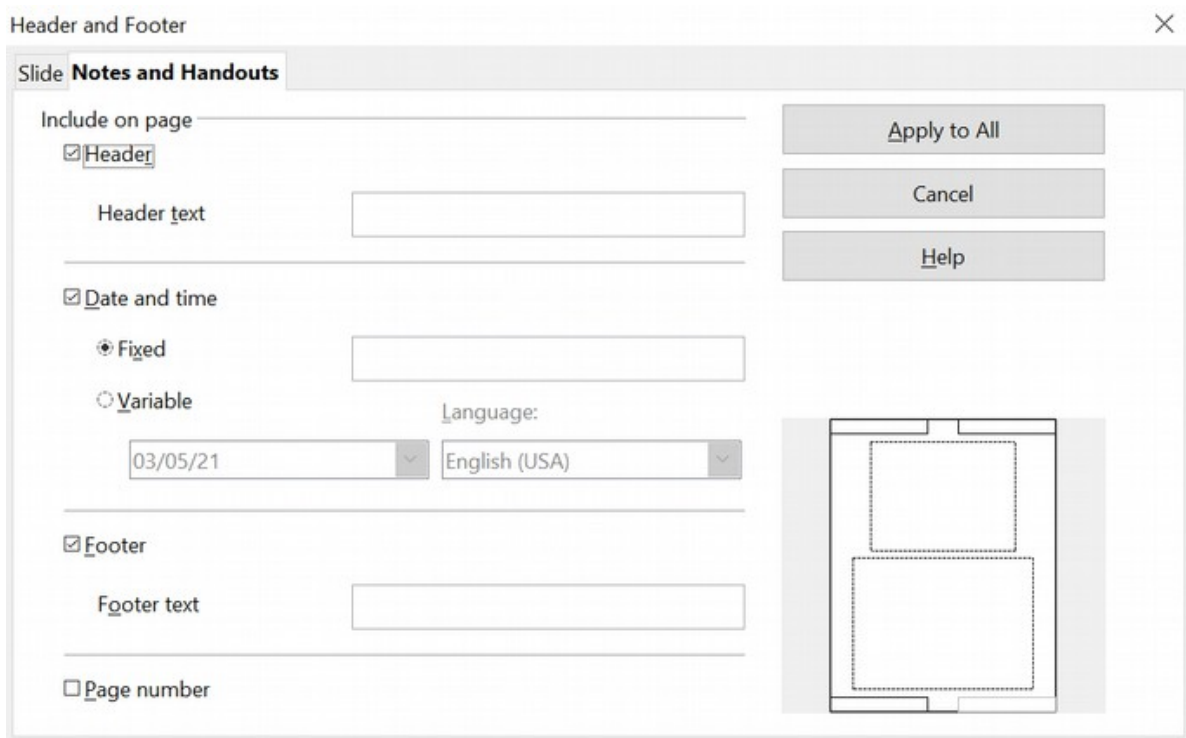 Header and Footer
Slide Notes and Handouts
Include on page
Header
Header text
Date and time
Fixed
Variable
Language:
03/05/21 English (USA)
Footer
Footer text
Page number
Apply to All
Cancel
Help